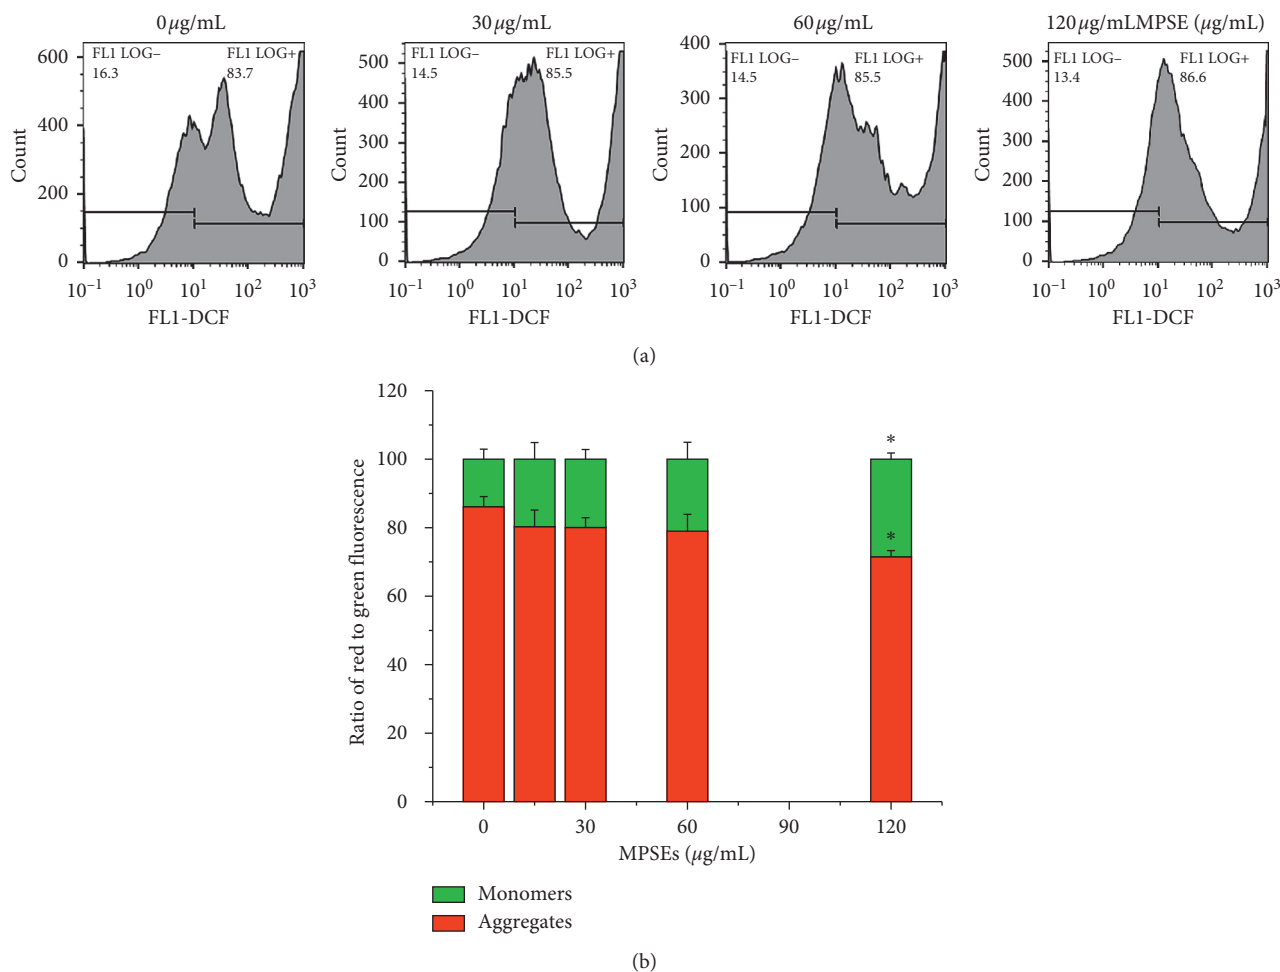 0 μg/mL
30 μg/mL
60 μg/mL
120 μg/mLMPSE (μg/mL)
FL1 LOG–
16.3
FL1 LOG+
83.7
600
400
200
0
Count
10⁻¹ 10⁰ 10¹ 10² 10³
FL1-DCF
FL1 LOG–
14.5
FL1 LOG+
85.5
500
400
300
200
100
0
Count
10⁻¹ 10⁰ 10¹ 10² 10³
FL1-DCF
FL1 LOG–
14.5
FL1 LOG+
85.5
400
300
200
100
0
Count
10⁻¹ 10⁰ 10¹ 10² 10³
FL1-DCF
FL1 LOG–
13.4
FL1 LOG+
86.6
500
400
300
200
100
0
Count
10⁻¹ 10⁰ 10¹ 10² 10³
FL1-DCF
(a)
120
100
80
60
40
20
0
Ratio of red to green fluorescence
*
*
0 30 60 90 120
MPSEs (μg/mL)
Monomers
Aggregates
(b)